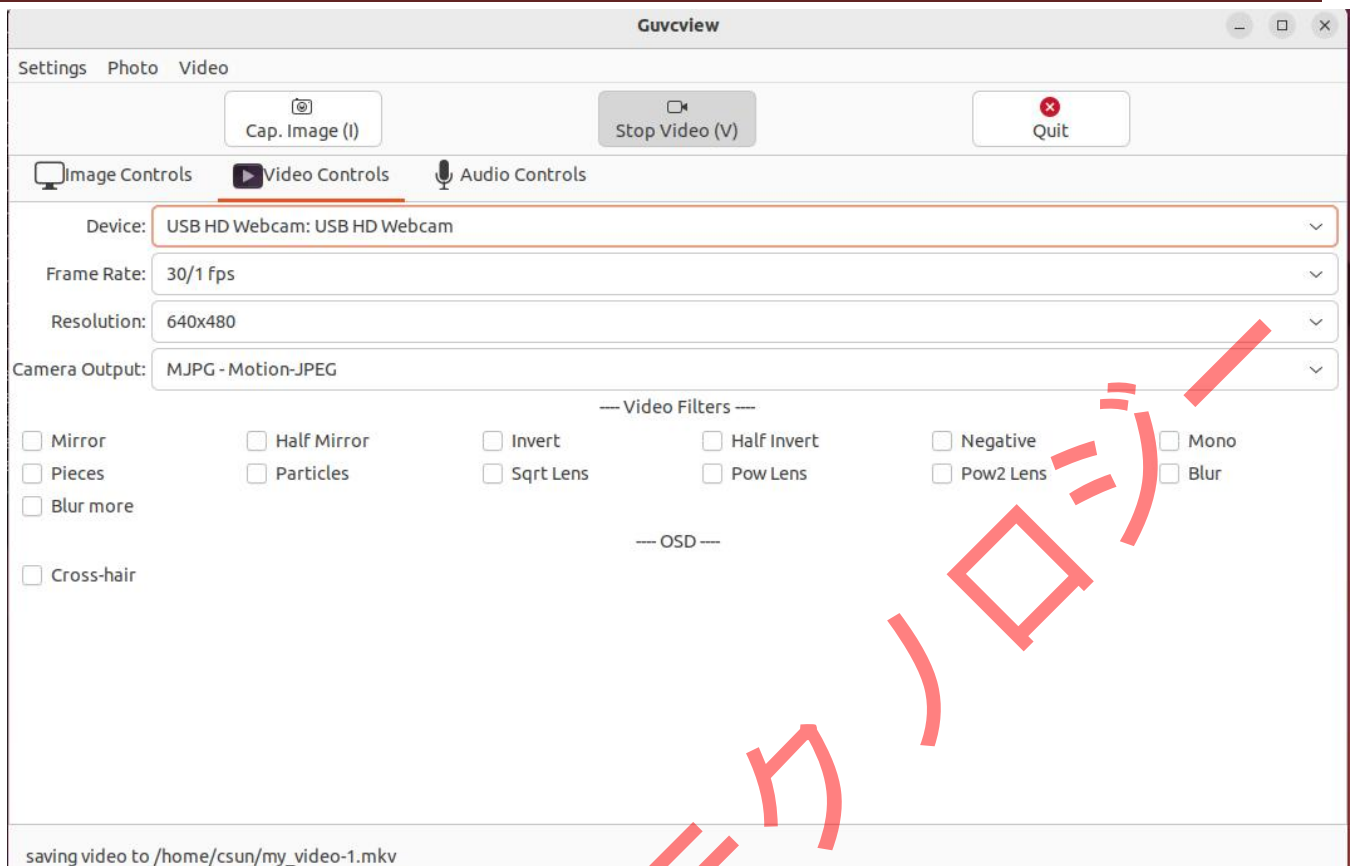 Guvcview
Settings Photo Video
Cap. Image (I) Stop Video (V) Quit
Image Controls Video Controls Audio Controls
Device: USB HD Webcam: USB HD Webcam
Frame Rate: 30/1 fps
Resolution: 640x480
Camera Output: MJPG - Motion-JPEG
---- Video Filters ----
Mirror Half Mirror Invert Half Invert Negative Mono
Pieces Particles Sqrt Lens Pow Lens Pow2 Lens Blur
Blur more
---- OSD ----
Cross-hair
クノロジー
saving video to /home/csun/my_video-1.mkv